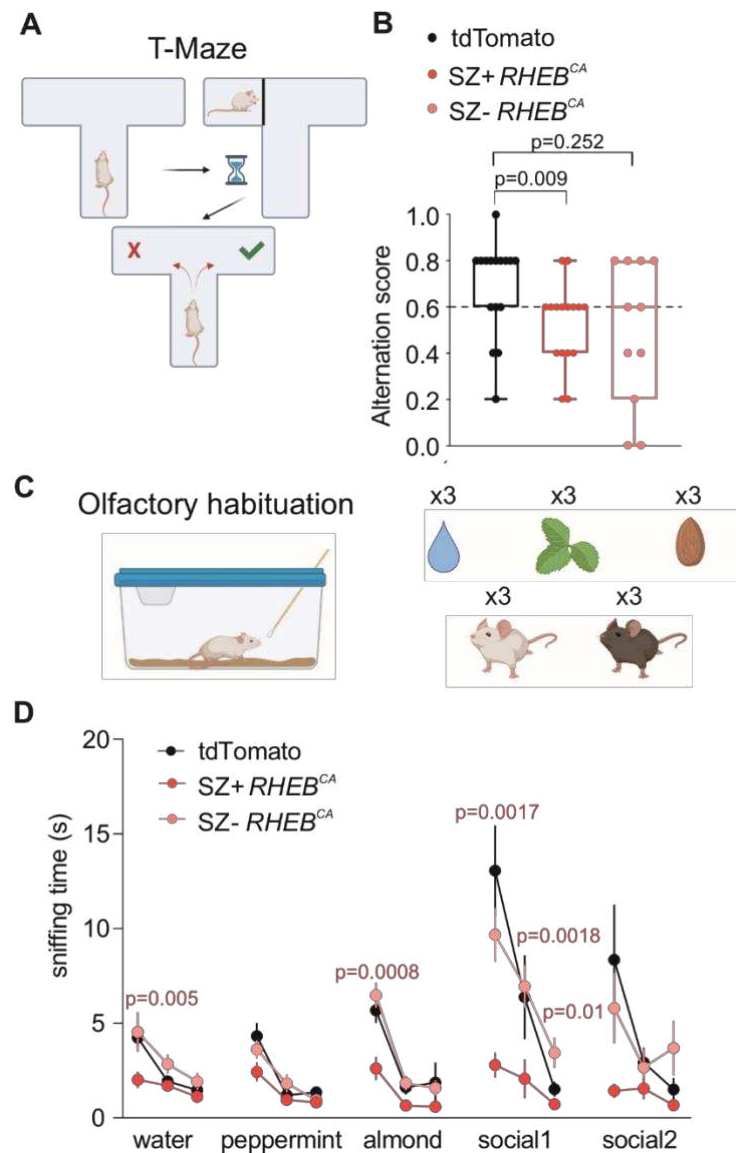 A
T-Maze
X
B
tdTomato
SZ+ RHEB^CA
SZ- RHEB^CA
p=0.252
p=0.009
Alternation score
1.0
0.8
0.6
0.4
0.2
0.0
C
Olfactory habituation
x3 x3 x3
x3 x3
D
sniffing time (s)
20
15
10
5
0
tdTomato
SZ+ RHEB^CA
SZ- RHEB^CA
p=0.005
p=0.0008
p=0.0017
p=0.0018
p=0.01
water peppermint almond social1 social2